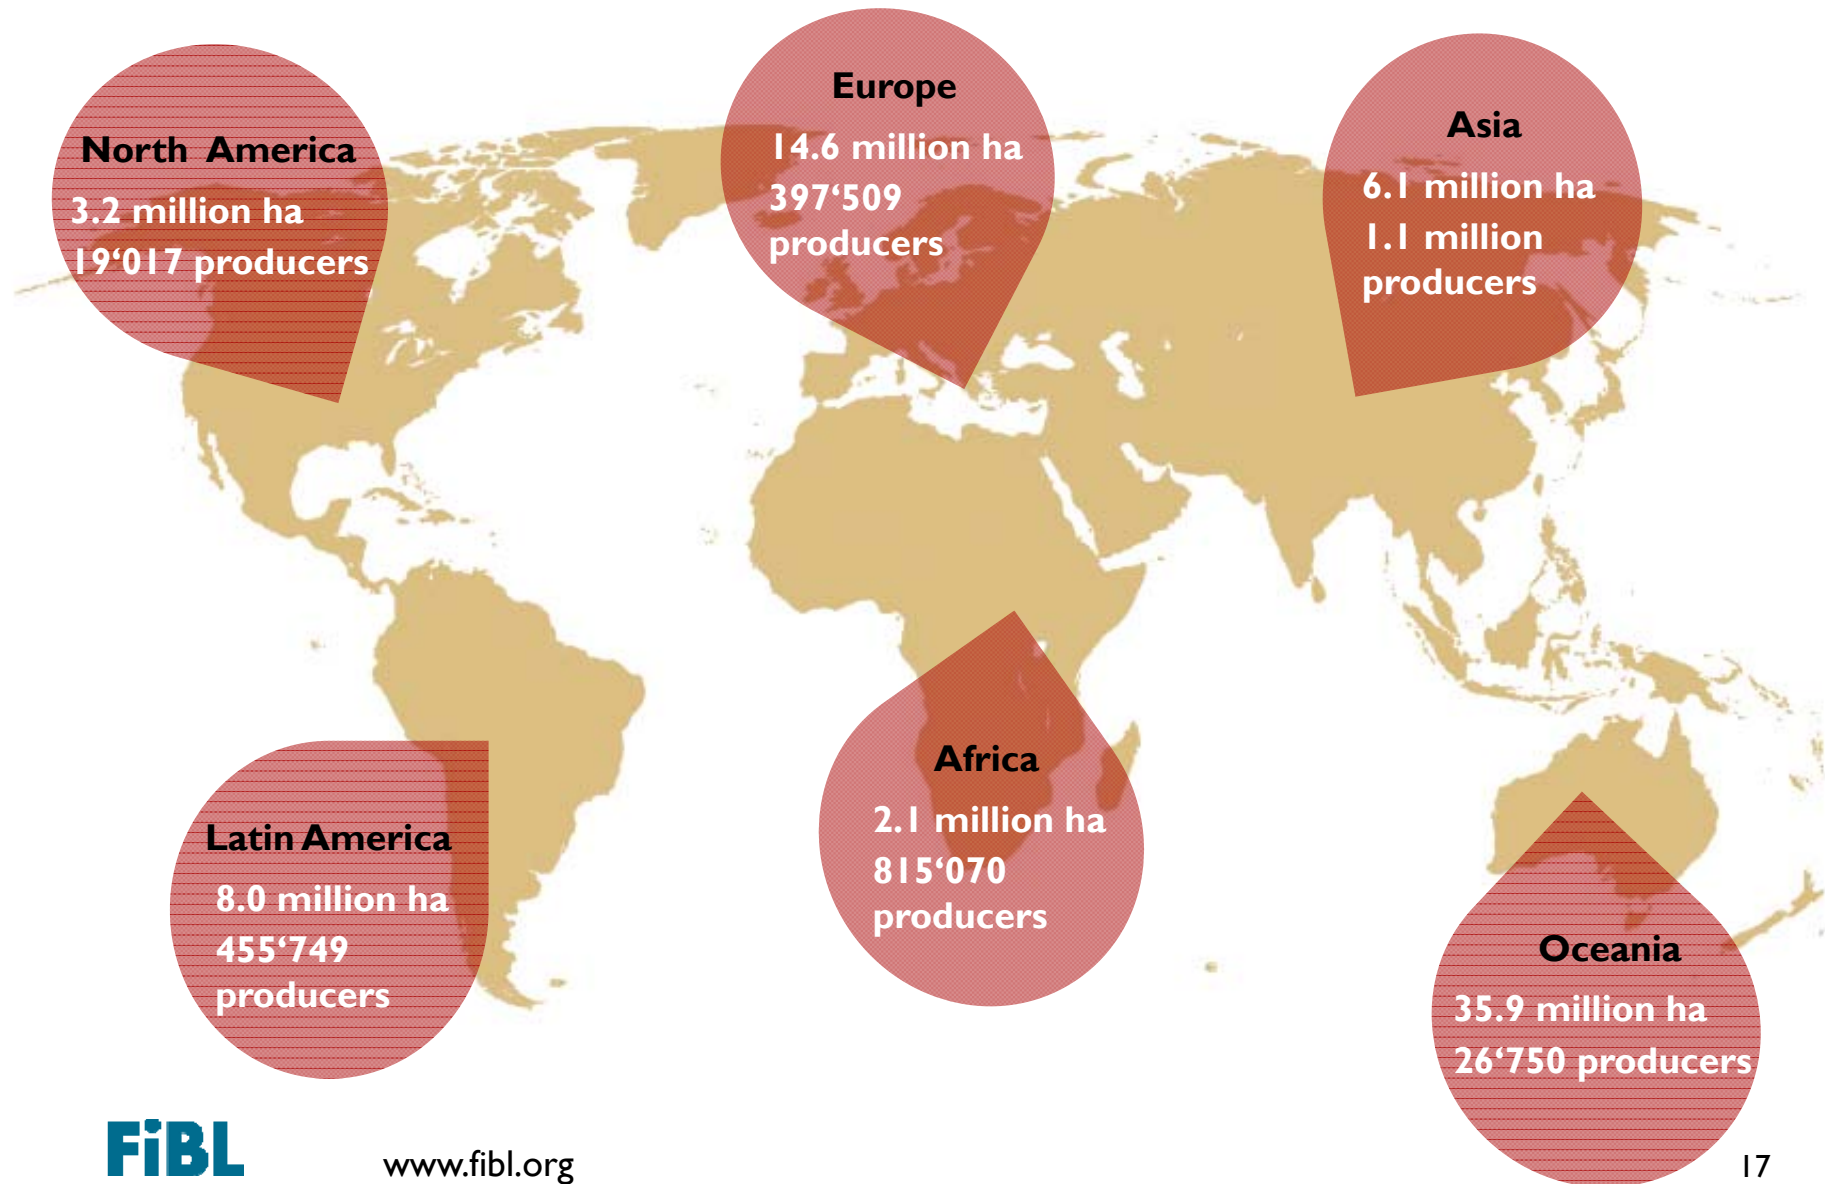 North America
3.2 million ha
19‘017 producers
Europe
14.6 million ha
397‘509
producers
Asia
6.1 million ha
1.1 million
producers
Latin America
8.0 million ha
455‘749
producers
Africa
2.1 million ha
815‘070
producers
Oceania
35.9 million ha
26‘750 producers
FiBL
www.fibl.org
17